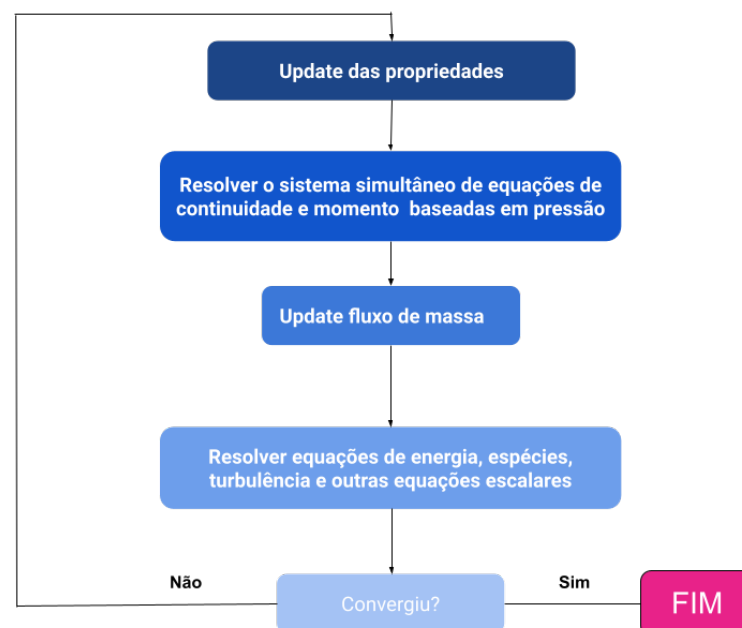 Update das propriedades
Resolver o sistema simultâneo de equações de
continuidade e momento baseadas em pressão
Update fluxo de massa
Resolver equações de energia, espécies,
turbulência e outras equações escalares
Não
Convergiu?
Sim
FIM